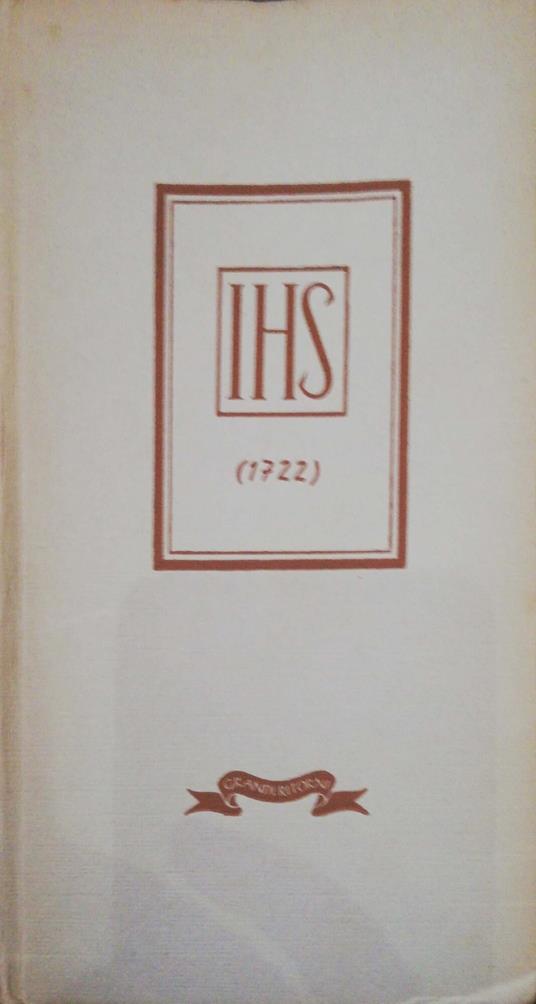 IHS
(1722)
GRANDI RITORNI